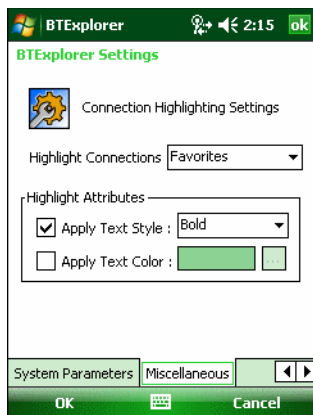 BTExplorer 2:15 ok
BTExplorer Settings
Connection Highlighting Settings
Highlight Connections Favorites
Highlight Attributes
Apply Text Style : Bold
Apply Text Color : ...
System Parameters Miscellaneous
OK Cancel